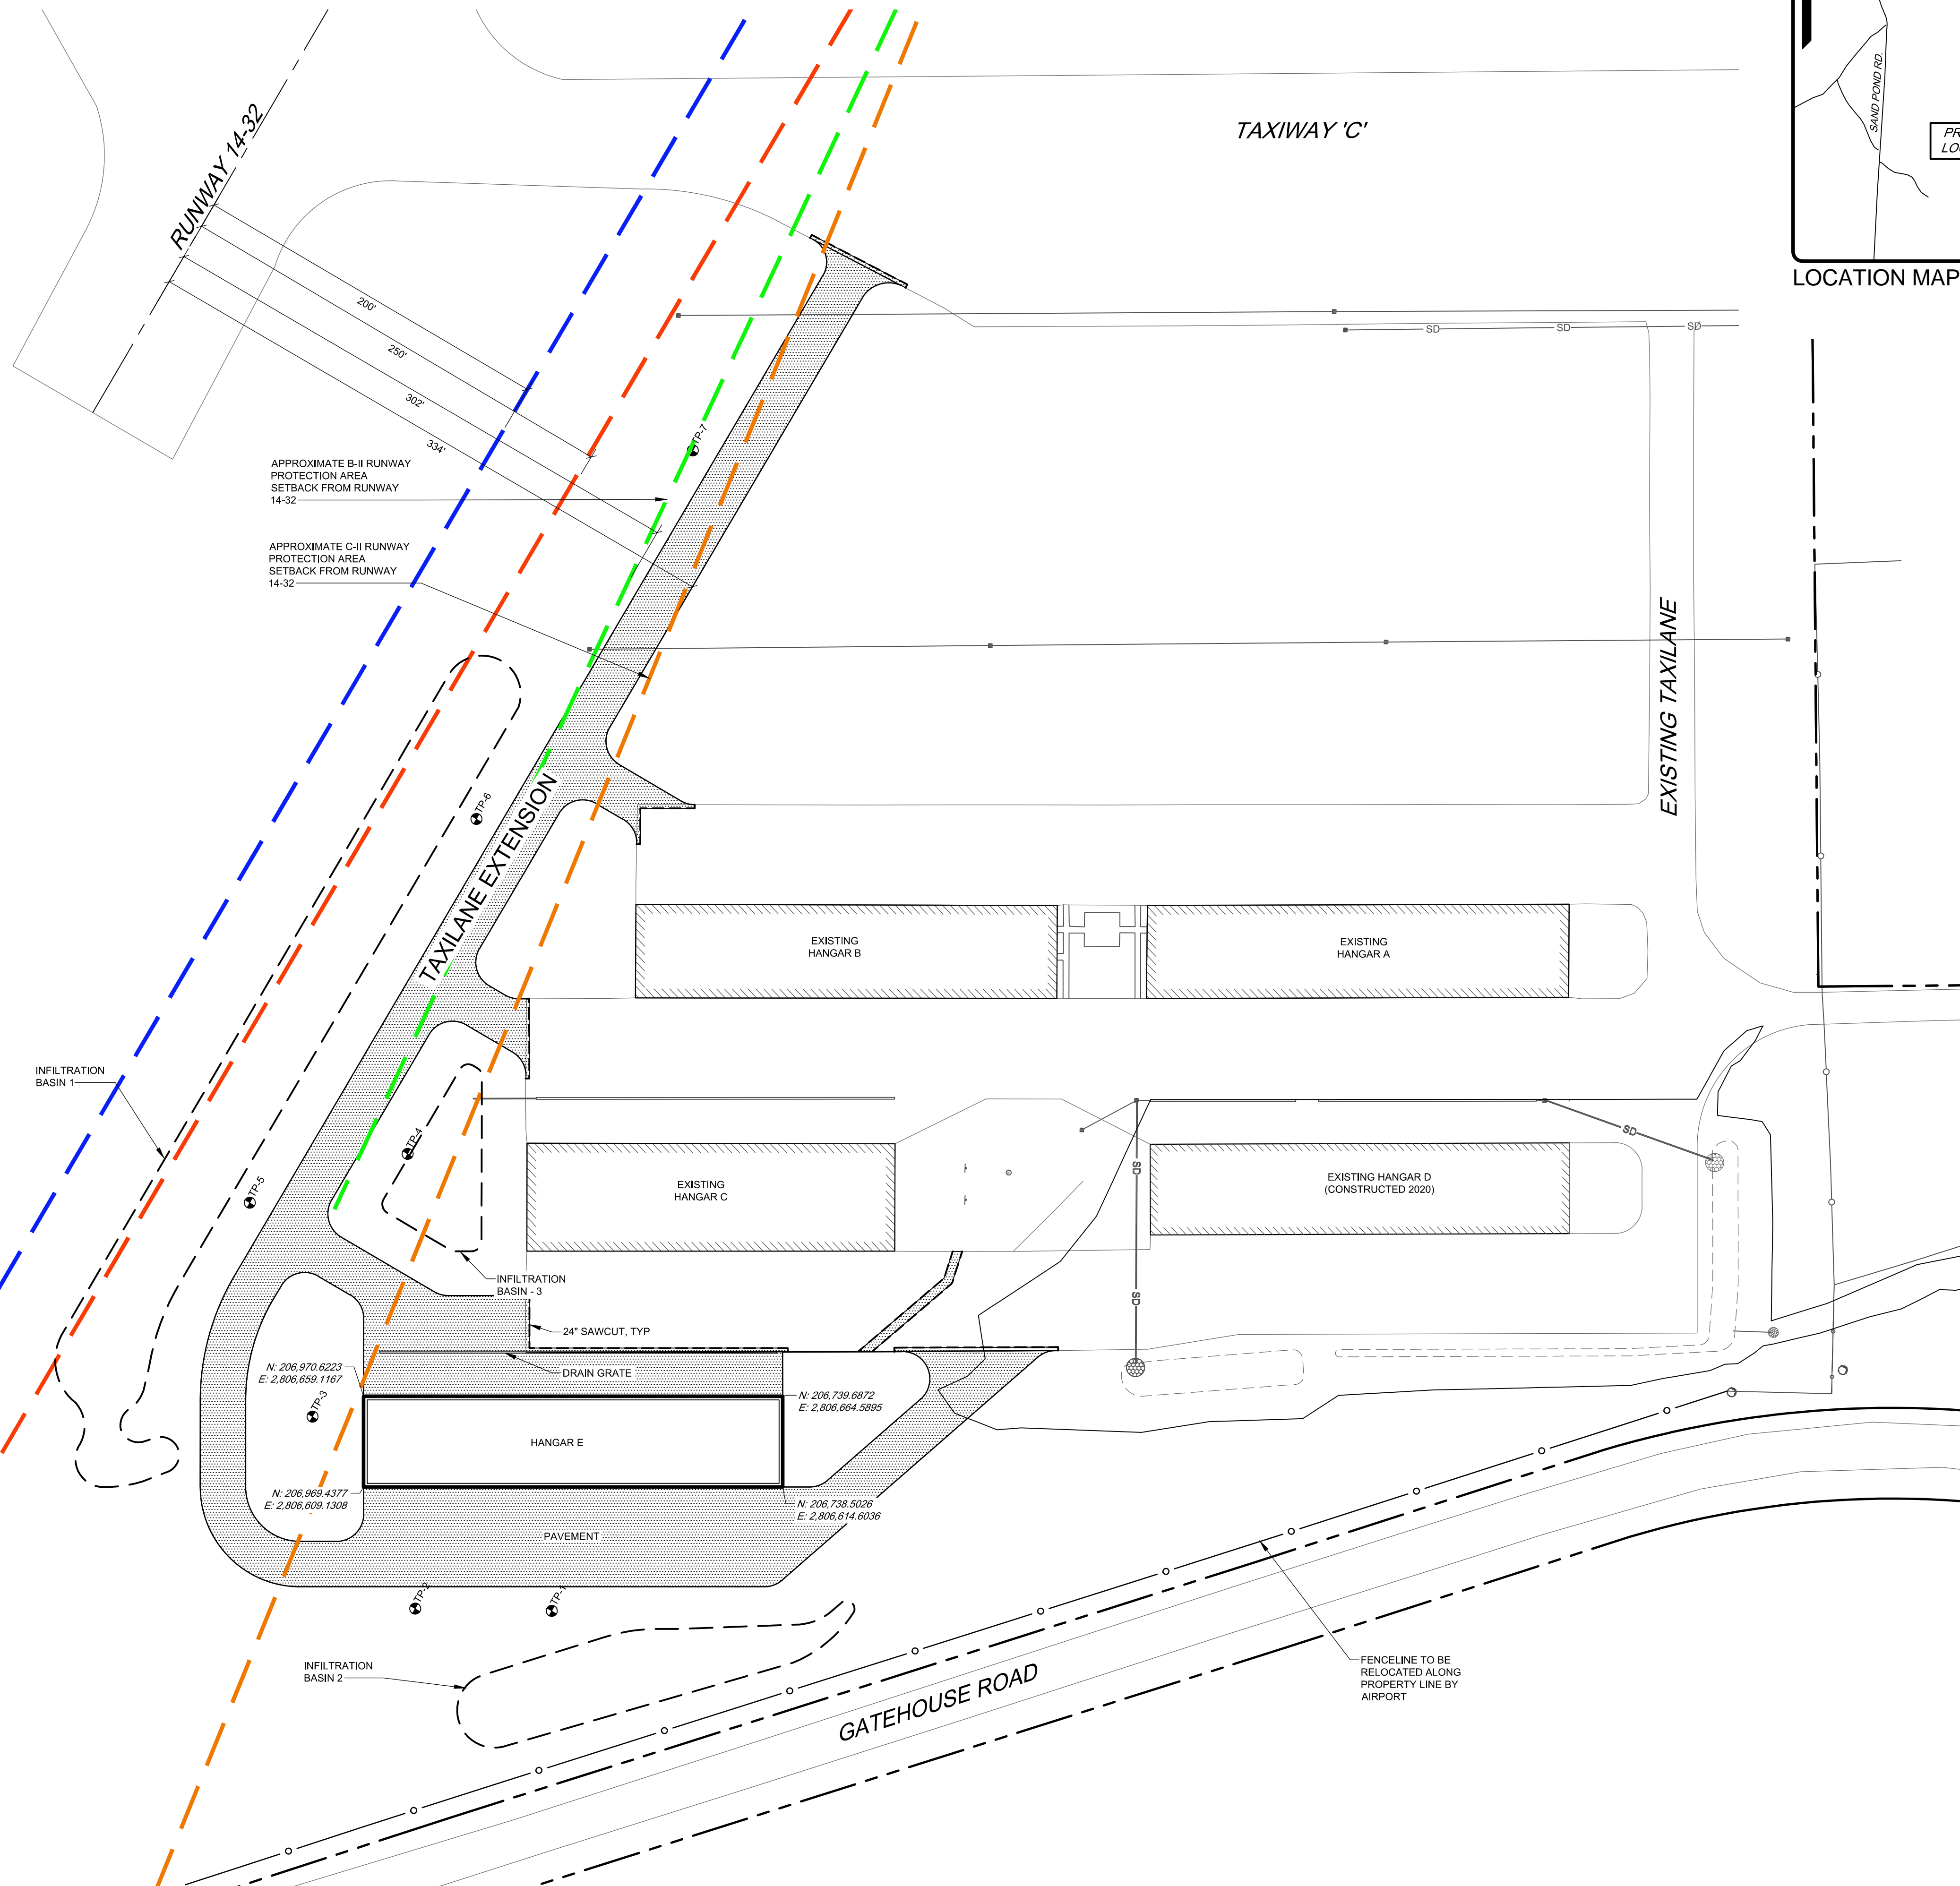 SAND POND RD.
LOCATION MAP
TAXIWAY 'C'
RUNWAY 14-32
200'
250'
302'
334'
SD
SD
SD
TP-7
APPROXIMATE B-II RUNWAY
PROTECTION AREA
SETBACK FROM RUNWAY
14-32
APPROXIMATE C-II RUNWAY
PROTECTION AREA
SETBACK FROM RUNWAY
14-32
EXISTING TAXILANE
TP-6
TAXILANE EXTENSION
EXISTING
HANGAR B
EXISTING
HANGAR A
INFILTRATION
BASIN 1
TP-4
TP-5
SD
SD
EXISTING
HANGAR C
EXISTING HANGAR D
(CONSTRUCTED 2020)
INFILTRATION
BASIN - 3
SD
24" SAWCUT, TYP
DRAIN GRATE
N: 206,970.6223
E: 2,806,659.1167
N: 206,739.6872
E: 2,806,664.5895
TP-3
HANGAR E
N: 206,969.4377
E: 2,806,609.1308
N: 206,738.5026
E: 2,806,614.6036
PAVEMENT
TP-2
TP-1
INFILTRATION
BASIN 2
GATEHOUSE ROAD
FENCELINE TO BE
RELOCATED ALONG
PROPERTY LINE BY
AIRPORT